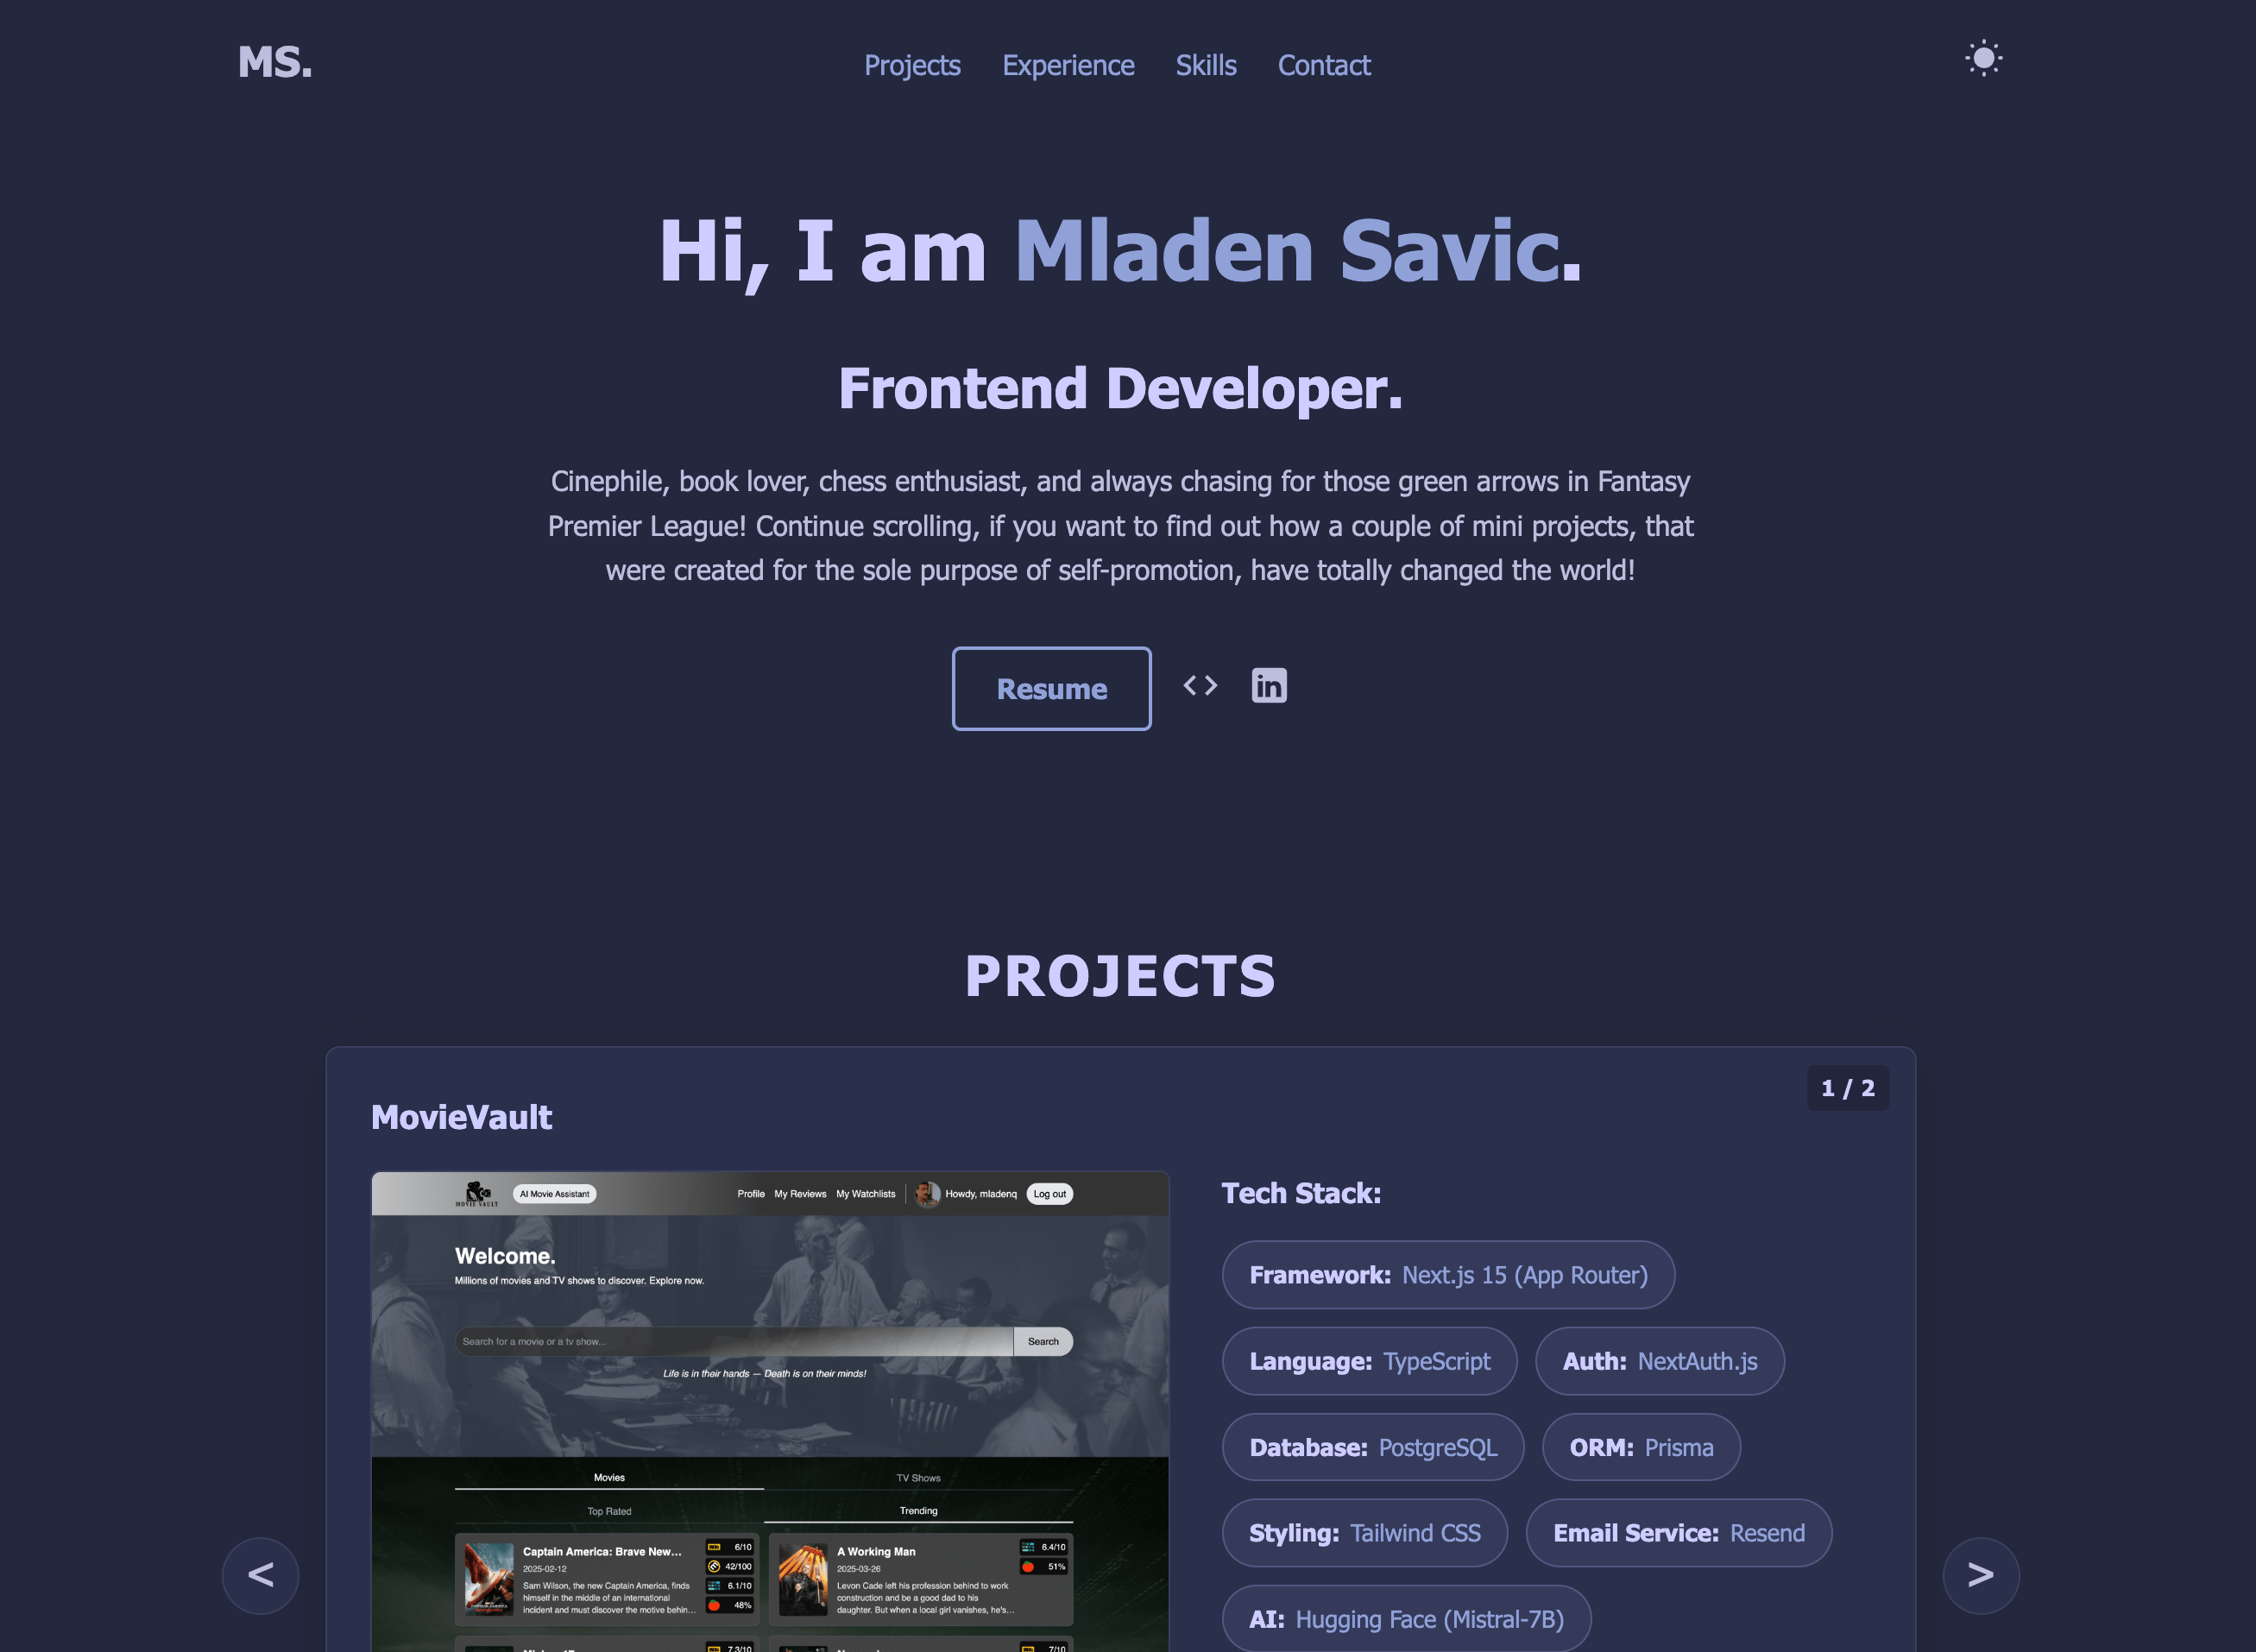 MS.
Projects Experience Skills Contact
Hi, I am Mladen Savic.
Frontend Developer.
Cinephile, book lover, chess enthusiast, and always chasing for those green arrows in Fantasy
Premier League! Continue scrolling, if you want to find out how a couple of mini projects, that
were created for the sole purpose of self-promotion, have totally changed the world!
Resume
in
PROJECTS
1 / 2
MovieVault
MOVIE VAULT
AI Movie Assistant
Profile My Reviews My Watchlists Howdy, mladenq Log out
Welcome.
Millions of movies and TV shows to discover. Explore now.
Search for a movie or a tv show... Search
Life is in their hands — Death is on their minds!
Movies TV Shows
Top Rated Trending
Captain America: Brave New...
2025-02-12
Sam Wilson, the new Captain America, finds
himself in the middle of an international
incident and must discover the motive behin...
6/10
42/100
6.1/10
48%
A Working Man
2025-03-26
Levon Cade left his profession behind to work
construction and be a good dad to his
daughter. But when a local girl vanishes, he's...
6.4/10
51%
7.3/10
7/10
Tech Stack:
Framework: Next.js 15 (App Router)
Language: TypeScript
Auth: NextAuth.js
Database: PostgreSQL
ORM: Prisma
Styling: Tailwind CSS
Email Service: Resend
AI: Hugging Face (Mistral-7B)
<
>